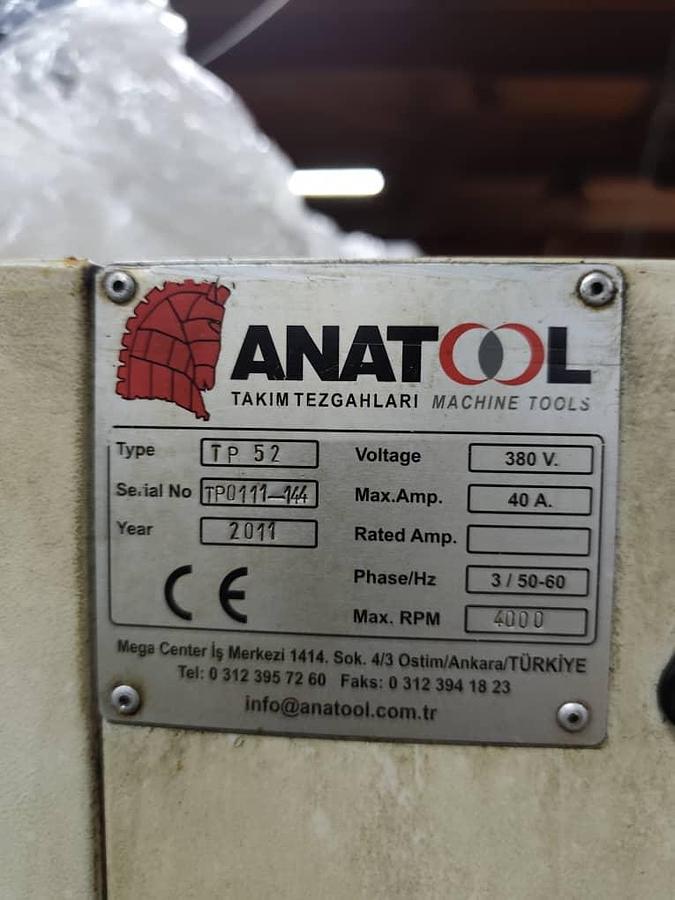 ANATOOL
TAKIM TEZGAHLARI MACHINE TOOLS
Type TP 52
Serial No TP0111-144
Year 2011
CE
Voltage 380 V.
Max.Amp. 40 A.
Rated Amp.
Phase/Hz 3 / 50-60
Max. RPM 4000
Mega Center İş Merkezi 1414. Sok. 4/3 Ostim/Ankara/TÜRKİYE
Tel: 0 312 395 72 60 Faks: 0 312 394 18 23
info@anatool.com.tr